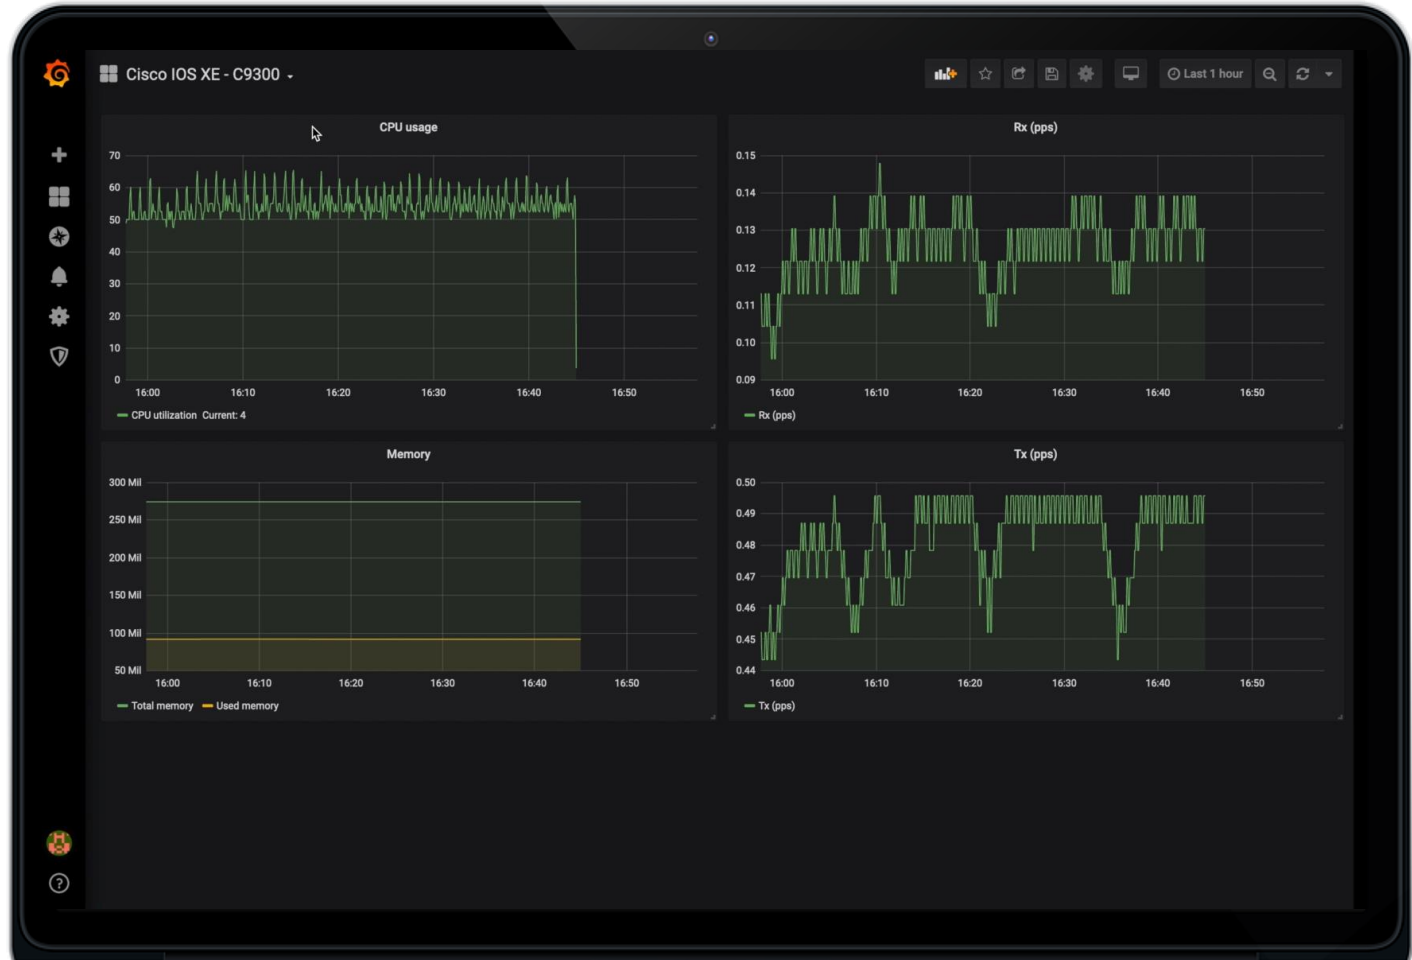 Cisco IOS XE - C9300
Last 1 hour
CPU usage
70
60
50
40
30
20
10
0
16:00 16:10 16:20 16:30 16:40 16:50
CPU utilization Current: 4
Rx (pps)
0.15
0.14
0.13
0.12
0.11
0.10
0.09
16:00 16:10 16:20 16:30 16:40 16:50
Rx (pps)
Memory
300 Mil
250 Mil
200 Mil
150 Mil
100 Mil
50 Mil
16:00 16:10 16:20 16:30 16:40 16:50
Total memory Used memory
Tx (pps)
0.50
0.49
0.48
0.47
0.46
0.45
0.44
16:00 16:10 16:20 16:30 16:40 16:50
Tx (pps)